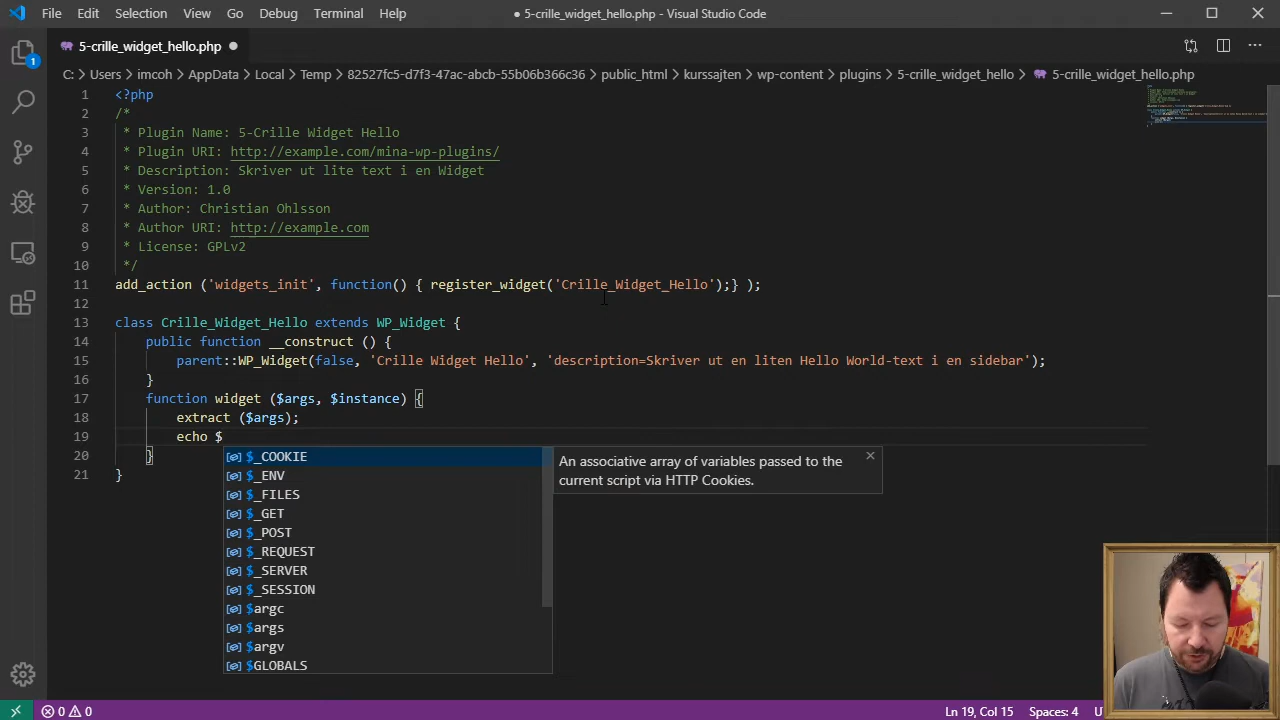 File Edit Selection View Go Debug Terminal Help
● 5-crille_widget_hello.php - Visual Studio Code
5-crille_widget_hello.php
C: > Users > imcoh > AppData > Local > Temp > 82527fc5-d7f3-47ac-abcb-55b06b366c36 > public_html > kurssajten > wp-content > plugins > 5-crille_widget_hello > 5-crille_widget_hello.php
1
1 <?php
2 /*
3 * Plugin Name: 5-Crille Widget Hello
4 * Plugin URI: http://example.com/mina-wp-plugins/
5 * Description: Skriver ut lite text i en Widget
6 * Version: 1.0
7 * Author: Christian Ohlsson
8 * Author URI: http://example.com
9 * License: GPLv2
10 */
11 add_action ('widgets_init', function() { register_widget('Crille_Widget_Hello');} );
12
13 class Crille_Widget_Hello extends WP_Widget {
14 public function __construct () {
15 parent::WP_Widget(false, 'Crille Widget Hello', 'description=Skriver ut en liten Hello World-text i en sidebar');
16 }
17 function widget ($args, $instance) {
18 extract ($args);
19 echo $
20 }
21 }
$_COOKIE
$_ENV
$_FILES
$_GET
$_POST
$_REQUEST
$_SERVER
$_SESSION
$argc
$args
$argv
$GLOBALS
An associative array of variables passed to the
current script via HTTP Cookies.
0 0 Ln 19, Col 15 Spaces: 4